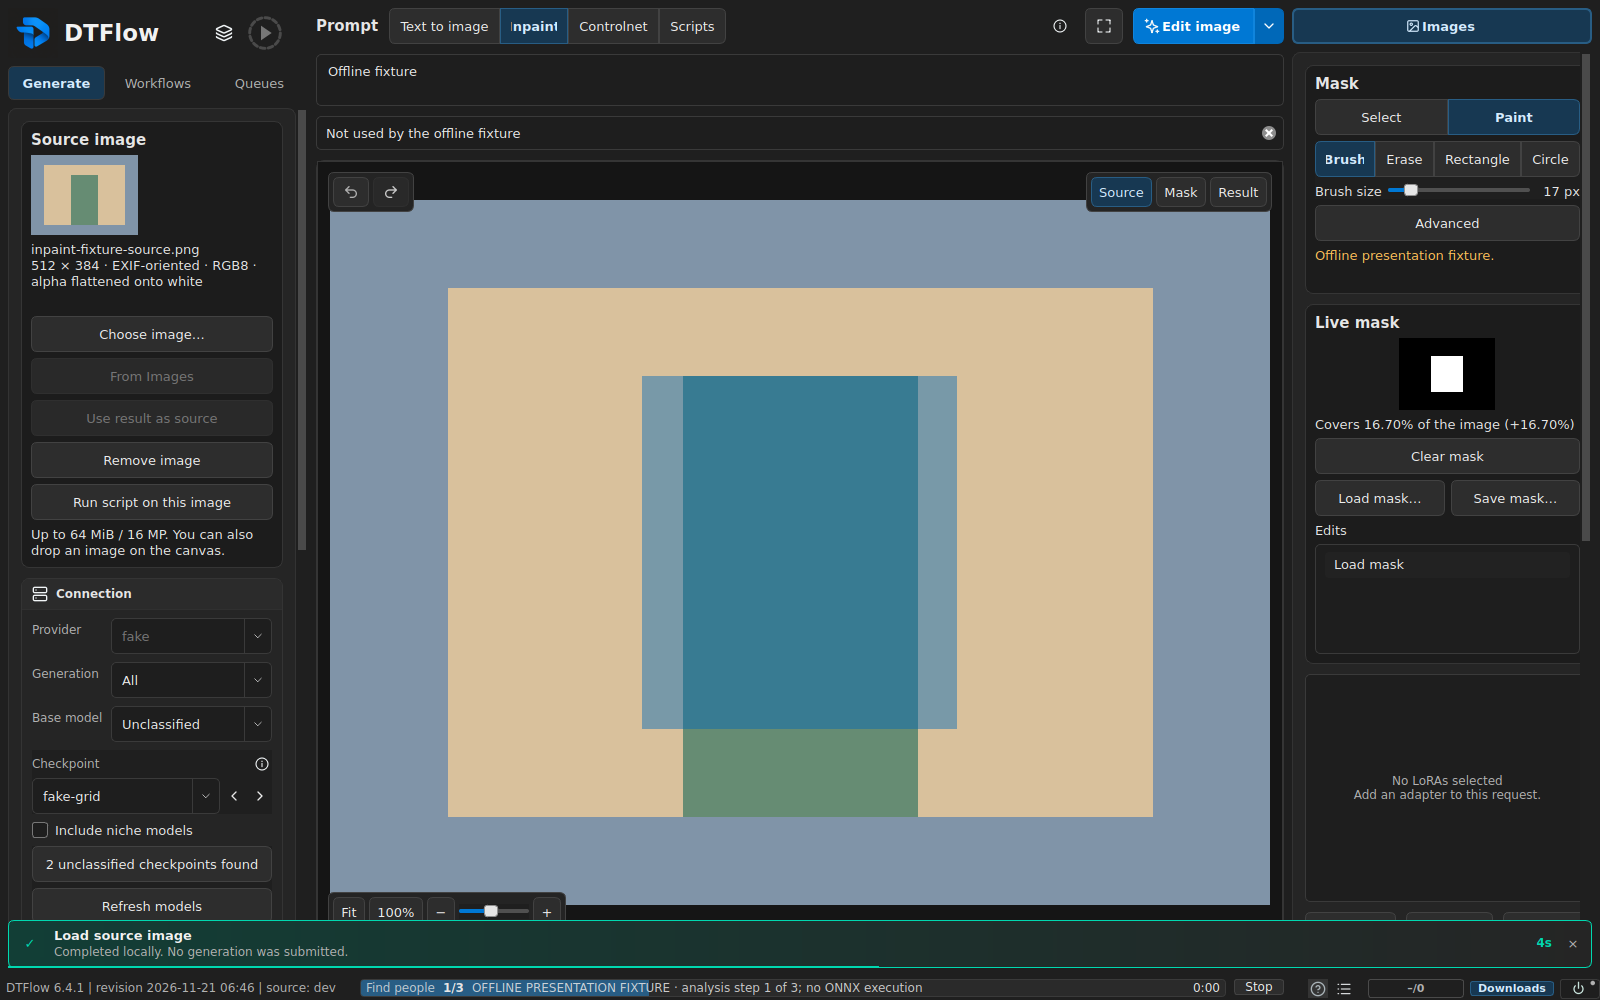 DTFlow
Generate
Workflows
Queues
Source image
inpaint-fixture-source.png
512 × 384 · EXIF-oriented · RGB8 ·
alpha flattened onto white
Choose image...
From Images
Use result as source
Remove image
Run script on this image
Up to 64 MiB / 16 MP. You can also
drop an image on the canvas.
Connection
Provider
fake
Generation
All
Base model
Unclassified
Checkpoint
fake-grid
Include niche models
2 unclassified checkpoints found
Refresh models
Prompt
Text to image
Inpaint
Controlnet
Scripts
Edit image
Offline fixture
Not used by the offline fixture
Source
Mask
Result
Fit
100%
−
+
Images
Mask
Select
Paint
Brush
Erase
Rectangle
Circle
Brush size
17 px
Advanced
Offline presentation fixture.
Live mask
Covers 16.70% of the image (+16.70%)
Clear mask
Load mask...
Save mask...
Edits
Load mask
No LoRAs selected
Add an adapter to this request.
Load source image
Completed locally. No generation was submitted.
4s
DTFlow 6.4.1 | revision 2026-11-21 06:46 | source: dev
Find people 1/3 OFFLINE PRESENTATION FIXTURE · analysis step 1 of 3; no ONNX execution
0:00
Stop
–/0
Downloads